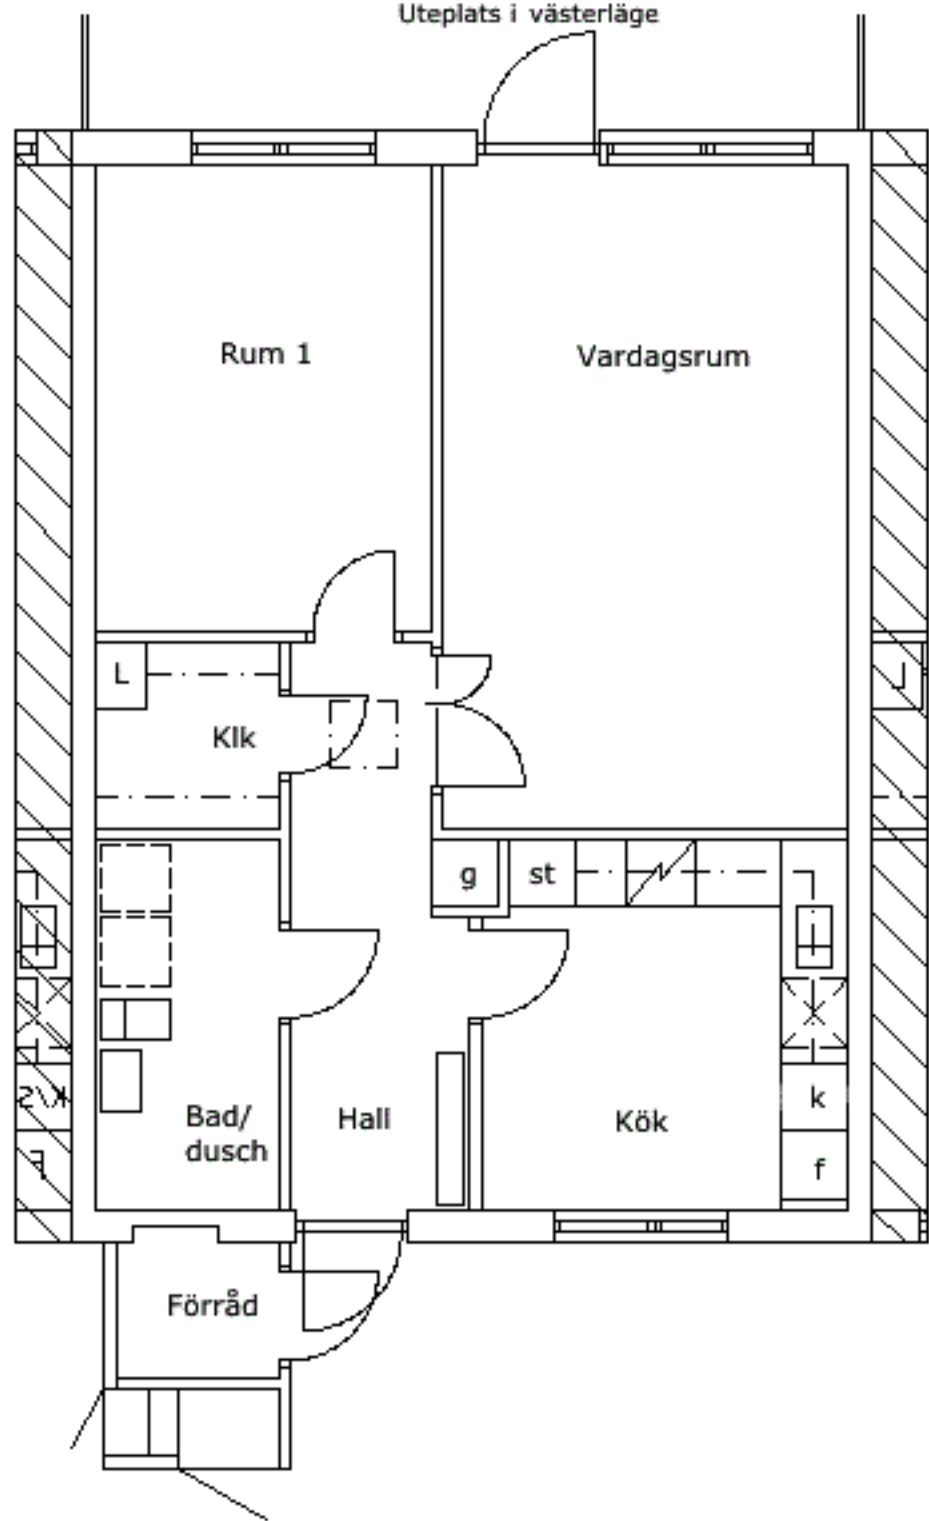 Uteplats i västerläge
Rum 1
Vardagsrum
L
L
Klk
g
st
K/S
k
F
f
Bad/
dusch
Hall
Kök
Förråd